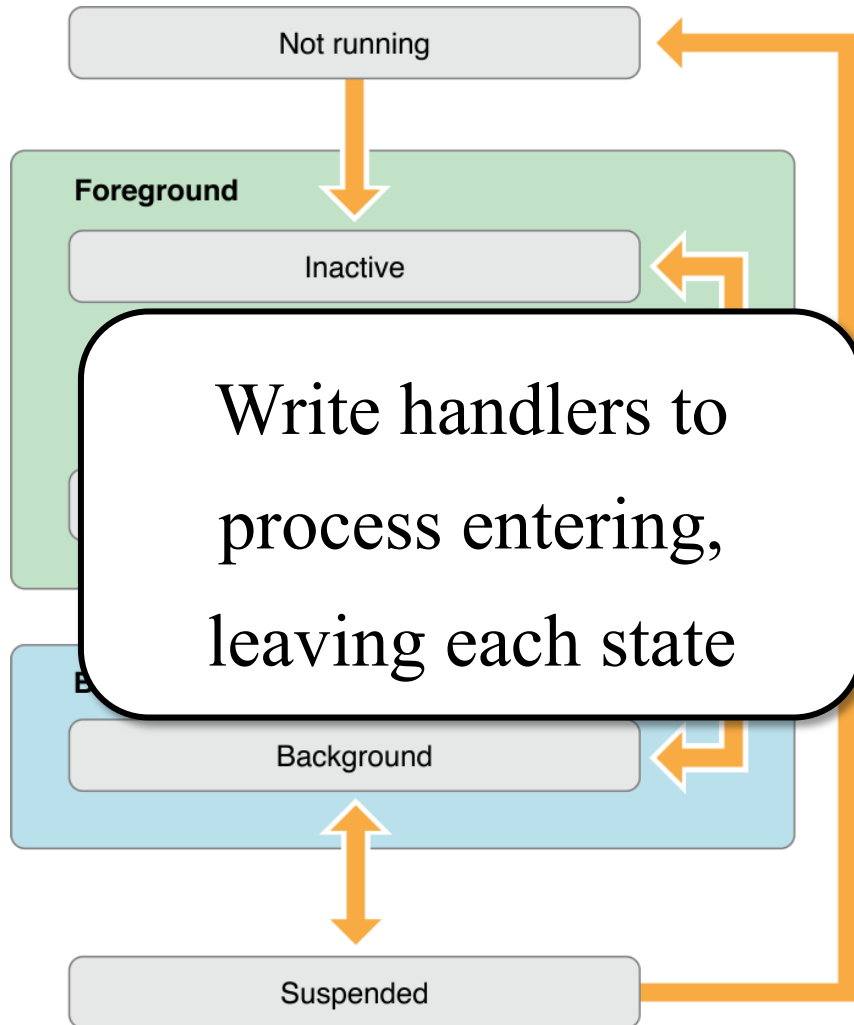 Not running
Foreground
Inactive
Write handlers to
process entering,
leaving each state
Background
Suspended